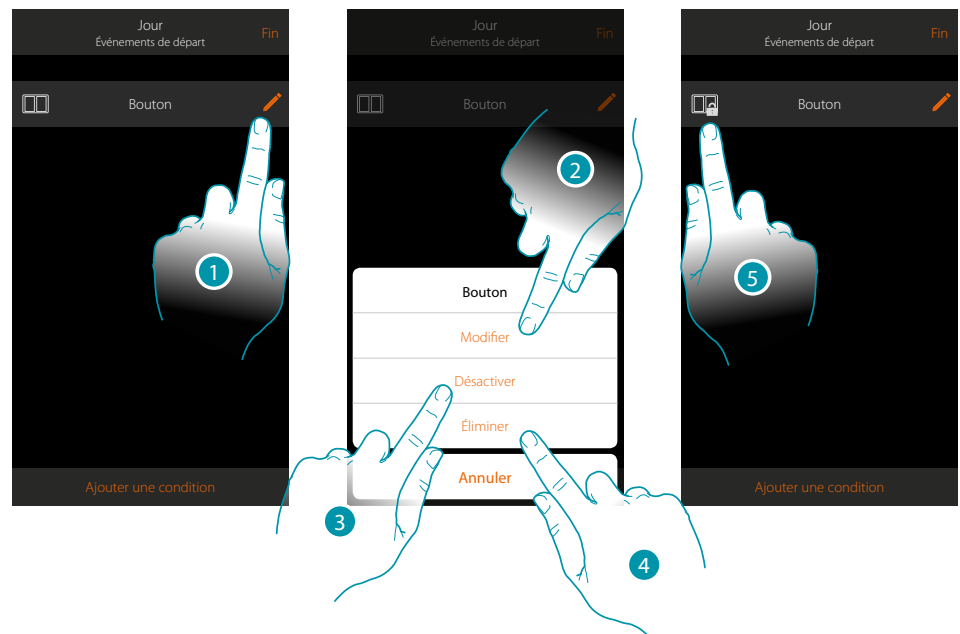 Jour
Événements de départ
Fin
Bouton
1
Ajouter une condition
Jour
Événements de départ
Fin
Bouton
2
Bouton
Modifier
Désactiver
Éliminer
Annuler
3
4
Jour
Événements de départ
Fin
Bouton
5
Ajouter une condition